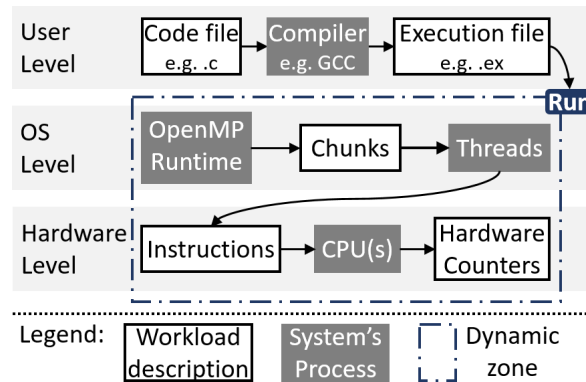 User
Level
Code file
e.g. .c
Compiler
e.g. GCC
Execution file
e.g. .ex
Run
OS
Level
OpenMP
Runtime
Chunks
Threads
Hardware
Level
Instructions
CPU(s)
Hardware
Counters
Legend:
Workload
description
System's
Process
Dynamic
zone